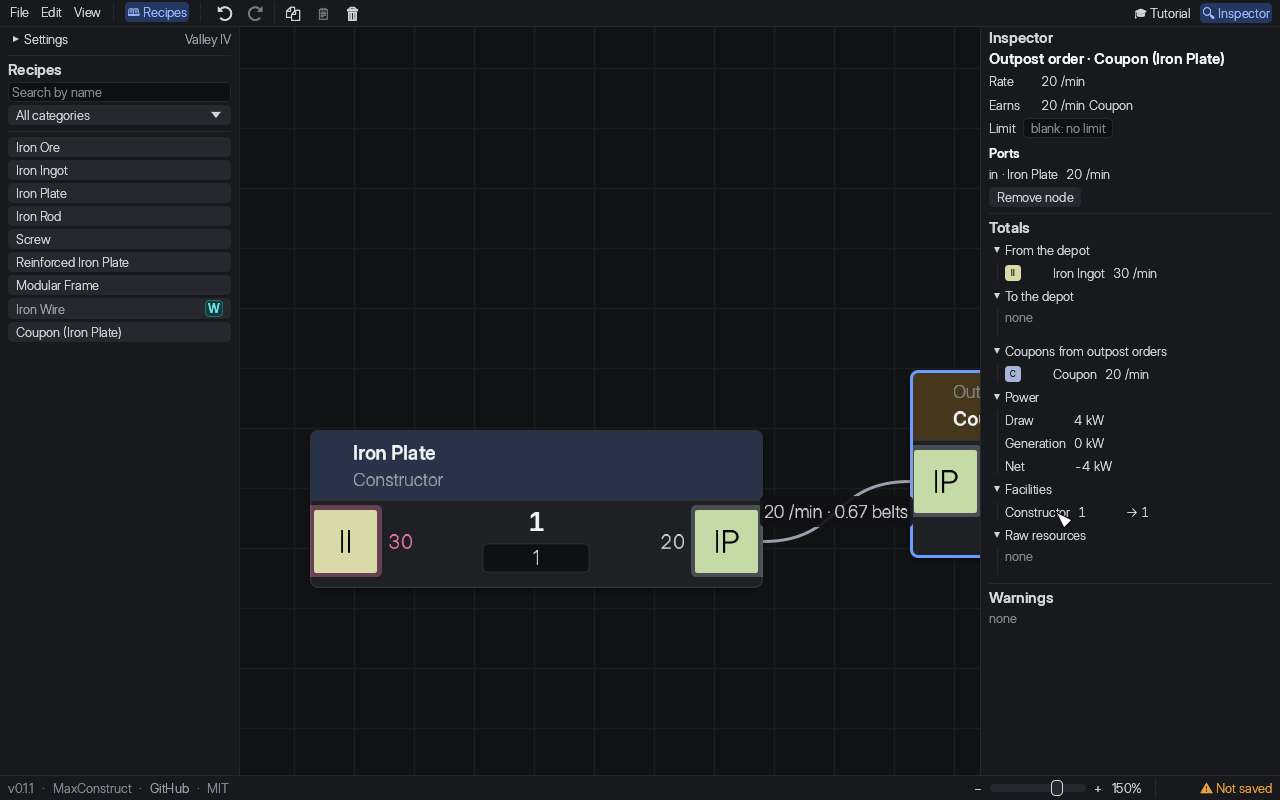 File Edit View Recipes Tutorial Inspector
Settings Valley IV
Recipes
Search by name
All categories
Iron Ore
Iron Ingot
Iron Plate
Iron Rod
Screw
Reinforced Iron Plate
Modular Frame
Iron Wire W
Coupon (Iron Plate)
Iron Plate
Constructor
II 30 1 20 IP
1
20 /min · 0.67 belts
Out
Cou
IP
Inspector
Outpost order · Coupon (Iron Plate)
Rate 20 /min
Earns 20 /min Coupon
Limit blank: no limit
Ports
in · Iron Plate 20 /min
Remove node
Totals
From the depot
II Iron Ingot 30 /min
To the depot
none
Coupons from outpost orders
C Coupon 20 /min
Power
Draw 4 kW
Generation 0 kW
Net -4 kW
Facilities
Constructor 1 → 1
Raw resources
none
Warnings
none
v0.1.1 · MaxConstruct · GitHub · MIT
− + 150% Not saved